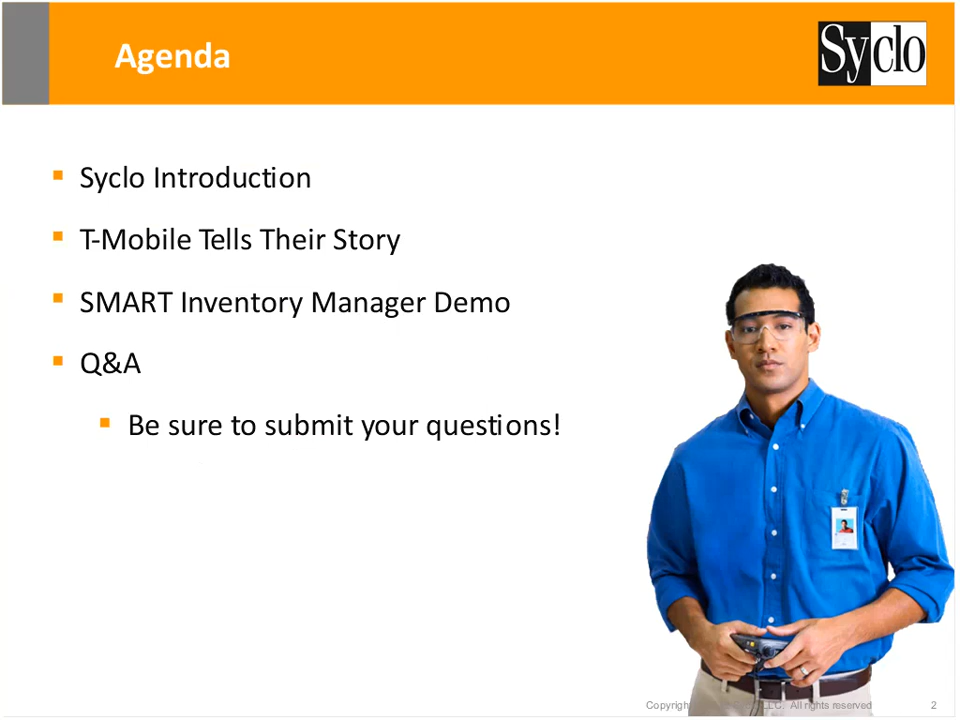 Agenda
Syclo
Syclo Introduction
T-Mobile Tells Their Story
SMART Inventory Manager Demo
Q&A
Be sure to submit your questions!
LLC. All rights reserved
2